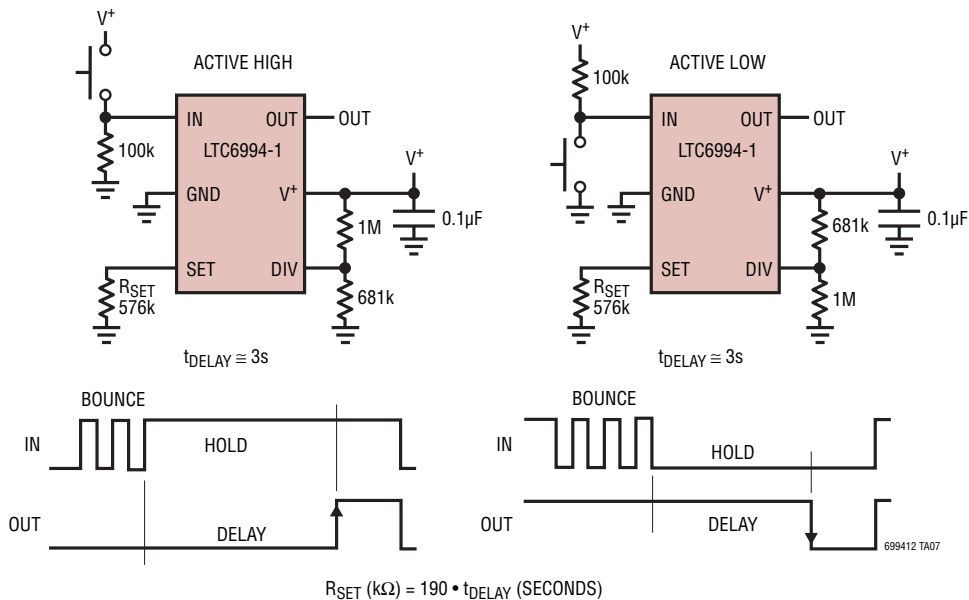 V+
ACTIVE HIGH
IN
OUT
OUT
LTC6994-1
100k
GND
V+
V+
1M
0.1µF
SET
DIV
RSET
576k
681k
tDELAY ≅ 3s
V+
100k
ACTIVE LOW
IN
OUT
OUT
LTC6994-1
GND
V+
V+
681k
0.1µF
SET
DIV
RSET
576k
1M
tDELAY ≅ 3s
BOUNCE
IN
HOLD
OUT
DELAY
BOUNCE
IN
HOLD
OUT
DELAY
699412 TA07
RSET (kΩ) = 190 • tDELAY (SECONDS)